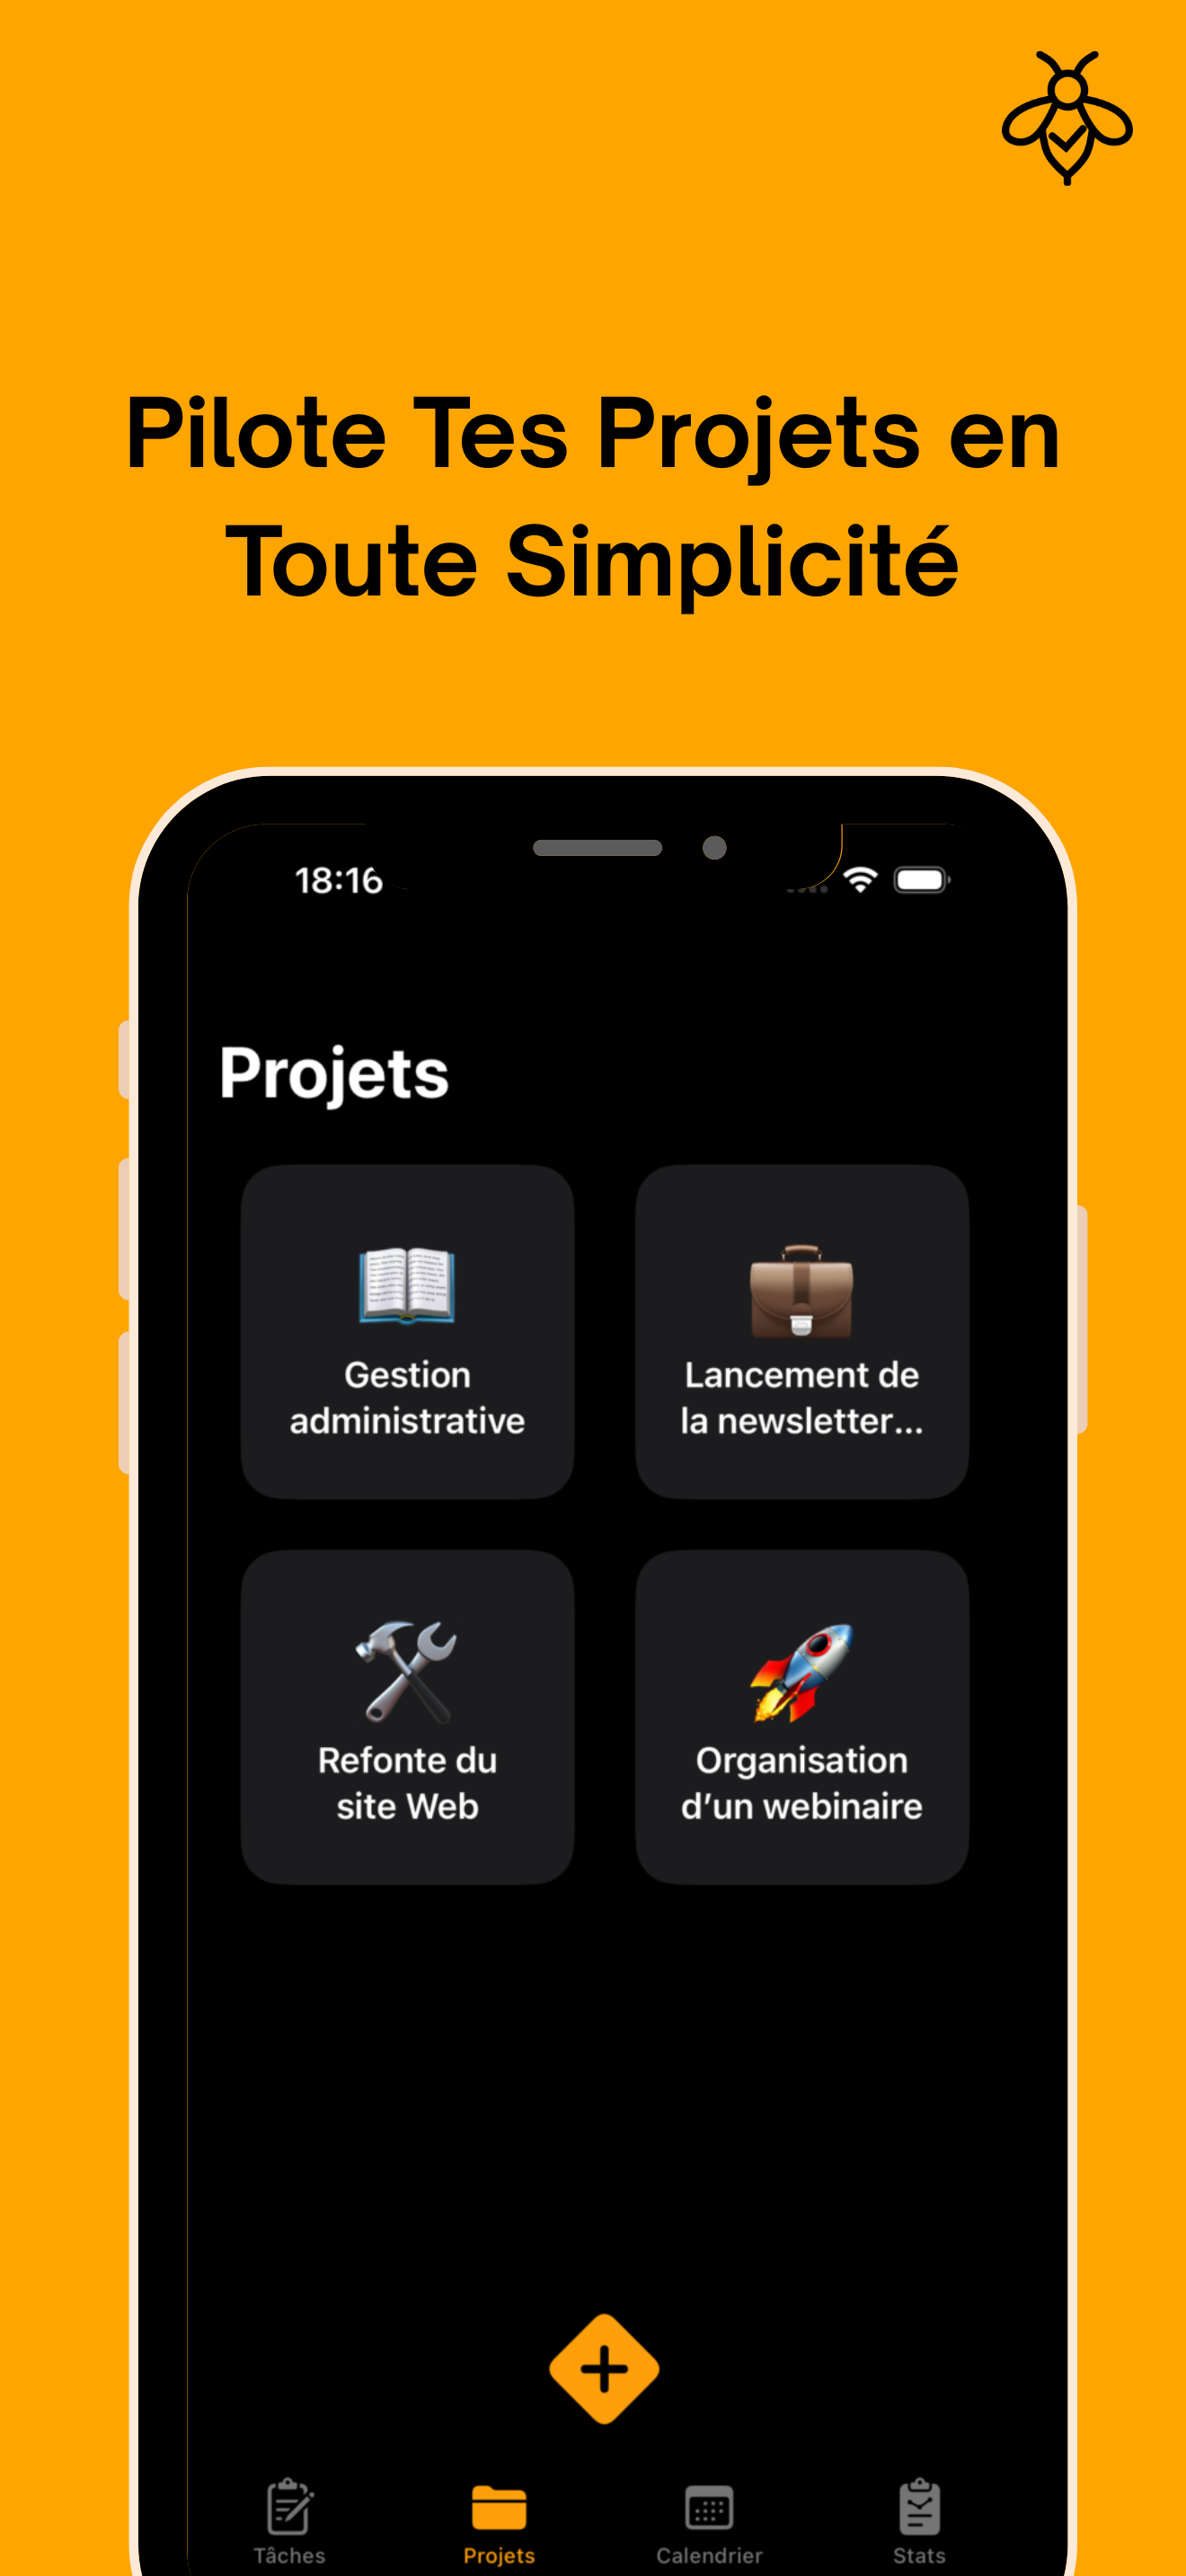 Pilote Tes Projets en
Toute Simplicité
18:16
Projets
Gestion
administrative
Lancement de
la newsletter...
Refonte du
site Web
Organisation
d’un webinaire
Tâches
Projets
Calendrier
Stats